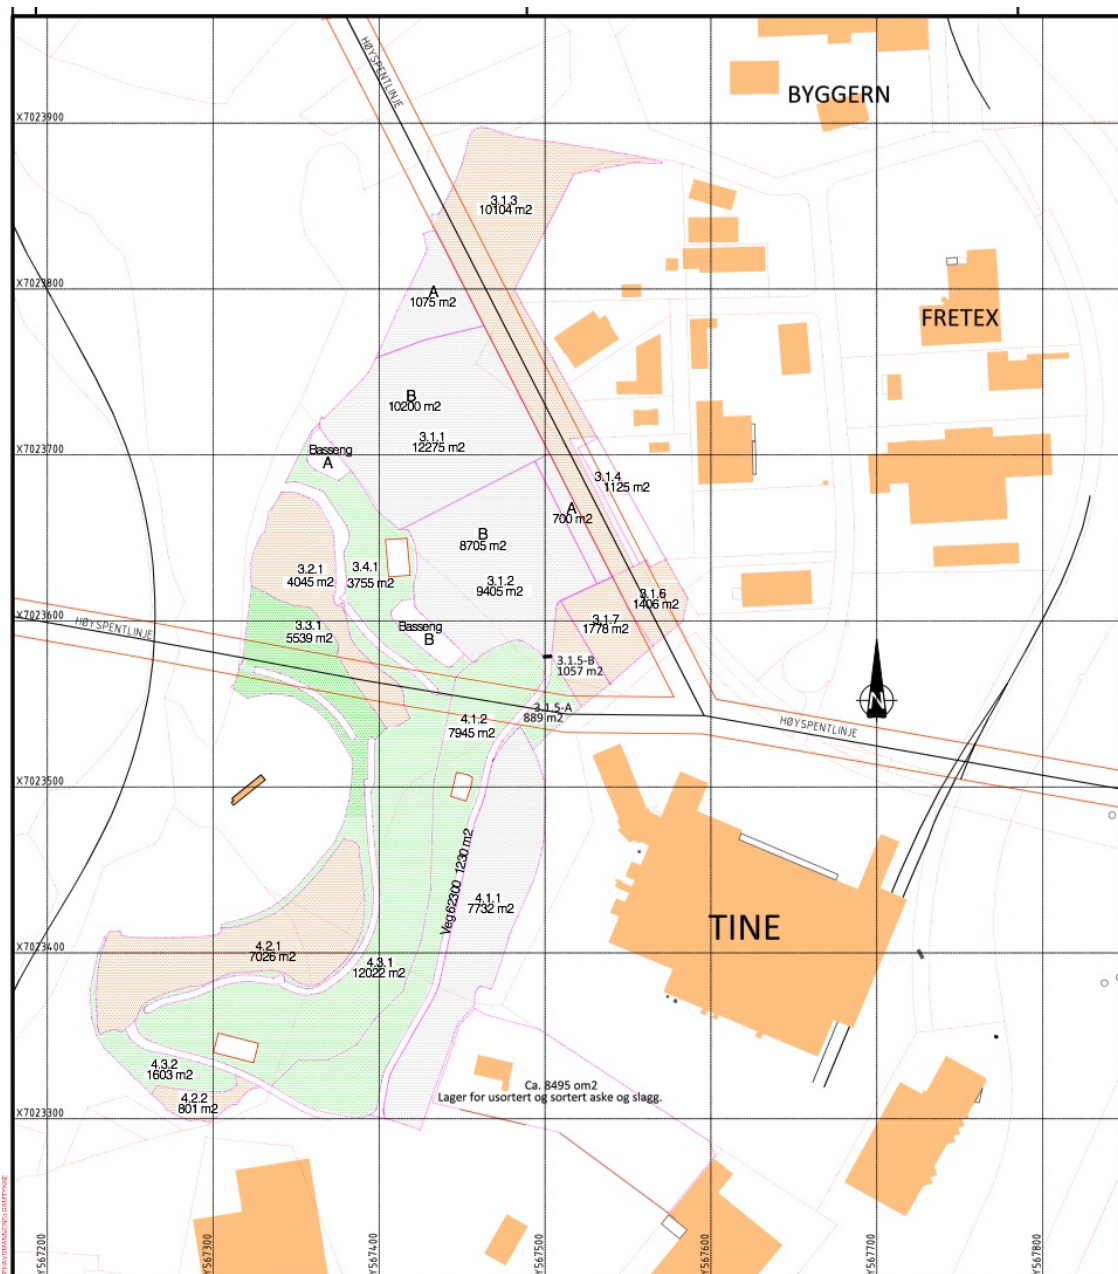 HØYSPENTLINJE
BYGGERN
X7023900
3.1.3
10104 m2
X7023800
A
1075 m2
FRETEX
B
10200 m2
3.1.1
12275 m2
X7023700
Basseng
A
3.1.4
1125 m2
A
700 m2
B
8705 m2
3.2.1
4045 m2
3.4.1
3755 m2
3.1.2
9405 m2
3.1.6
1406 m2
X7023600
HØYSPENTLINJE
3.3.1
5539 m2
Basseng
B
3.1.7
1778 m2
3.1.5-B
1057 m2
3.1.5-A
889 m2
4.1.2
7945 m2
HØYSPENTLINJE
N
X7023500
Veg 62300 1230 m2
4.1.1
7732 m2
TINE
X7023400
4.2.1
7026 m2
4.3.1
12022 m2
4.3.2
1603 m2
4.2.2
801 m2
Ca. 8495 om2
Lager for usortert og sortert aske og slagg.
X7023300
Y567200
Y567300
Y567400
Y567500
Y567600
Y567700
Y567800